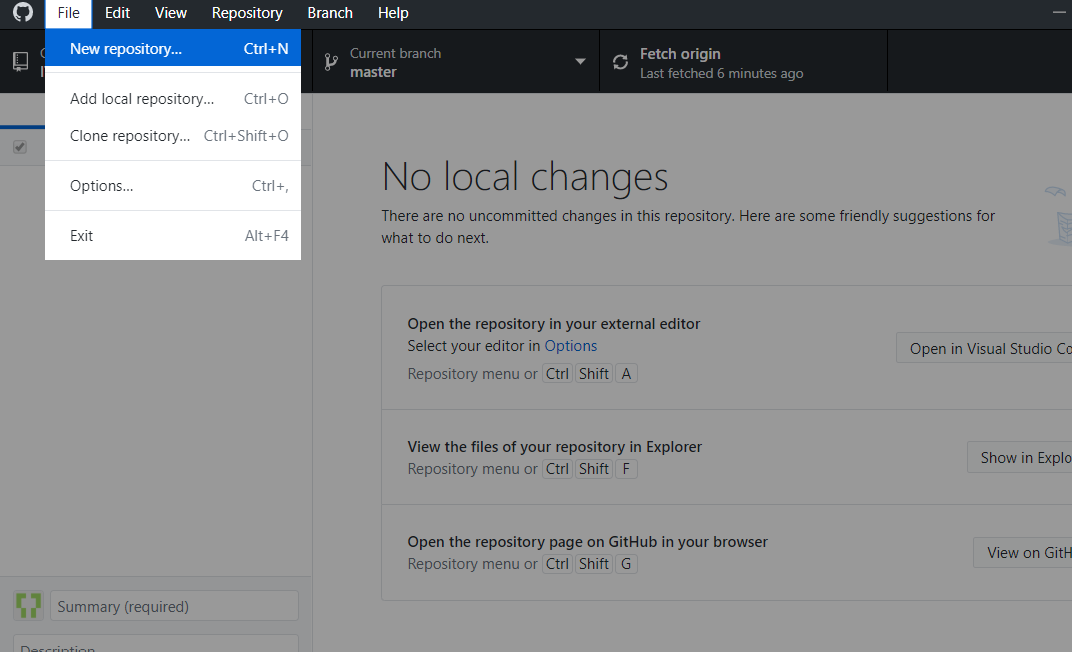 File Edit View Repository Branch Help
New repository... Ctrl+N
Add local repository... Ctrl+O
Clone repository... Ctrl+Shift+O
Options... Ctrl+,
Exit Alt+F4
Current branch
master
Fetch origin
Last fetched 6 minutes ago
No local changes
There are no uncommitted changes in this repository. Here are some friendly suggestions for
what to do next.
Open the repository in your external editor
Select your editor in Options
Repository menu or Ctrl Shift A
Open in Visual Studio Co
View the files of your repository in Explorer
Repository menu or Ctrl Shift F
Show in Explo
Open the repository page on GitHub in your browser
Repository menu or Ctrl Shift G
View on GitH
Summary (required)
Description